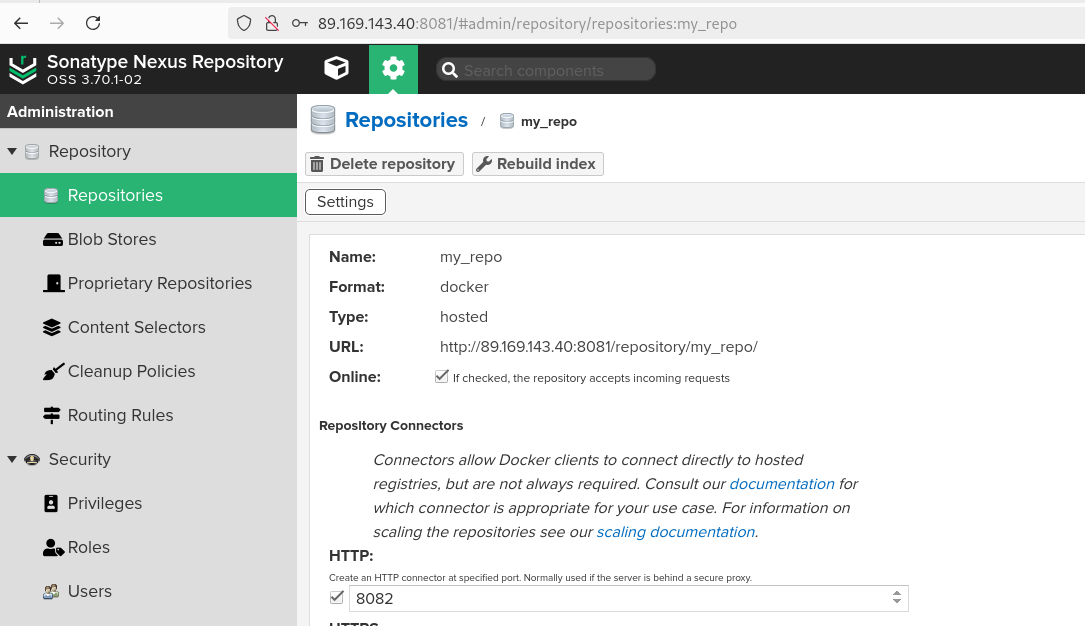 89.169.143.40:8081/#admin/repository/repositories:my_repo
Sonatype Nexus Repository
OSS 3.70.1-02
Search components
Administration
Repository
Repositories
Blob Stores
Proprietary Repositories
Content Selectors
Cleanup Policies
Routing Rules
Security
Privileges
Roles
Users
Repositories / my_repo
Delete repository
Rebuild index
Settings
Name: my_repo
Format: docker
Type: hosted
URL: http://89.169.143.40:8081/repository/my_repo/
Online: If checked, the repository accepts incoming requests
Repository Connectors
Connectors allow Docker clients to connect directly to hosted
registries, but are not always required. Consult our documentation for
which connector is appropriate for your use case. For information on
scaling the repositories see our scaling documentation.
HTTP:
Create an HTTP connector at specified port. Normally used if the server is behind a secure proxy.
8082
HTTPS: